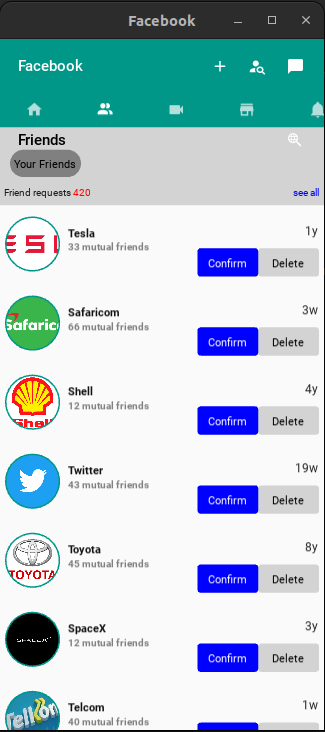 Facebook
Facebook
Friends
Your Friends
Friend requests 420 see all
Tesla 1y
33 mutual friends
Confirm Delete
Safaricom 3w
66 mutual friends
Confirm Delete
Shell 4y
12 mutual friends
Confirm Delete
Shell
Twitter 19w
43 mutual friends
Confirm Delete
Toyota 8y
45 mutual friends
Confirm Delete
TOYOTA
SpaceX 3y
12 mutual friends
SPACEX
Confirm Delete
Telcom 1w
40 mutual friends